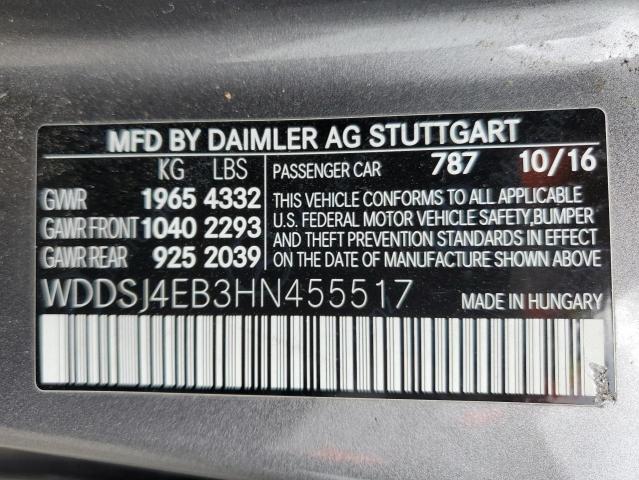 MFD BY DAIMLER AG STUTTGART
KG LBS
GVWR 1965 4332
GAWR FRONT 1040 2293
GAWR REAR 925 2039
PASSENGER CAR 787 10/16
THIS VEHICLE CONFORMS TO ALL APPLICABLE
U.S. FEDERAL MOTOR VEHICLE SAFETY,BUMPER
AND THEFT PREVENTION STANDARDS IN EFFECT
ON THE DATE OF MANUFACTURE SHOWN ABOVE
WDDSJ4EB3HN455517 MADE IN HUNGARY